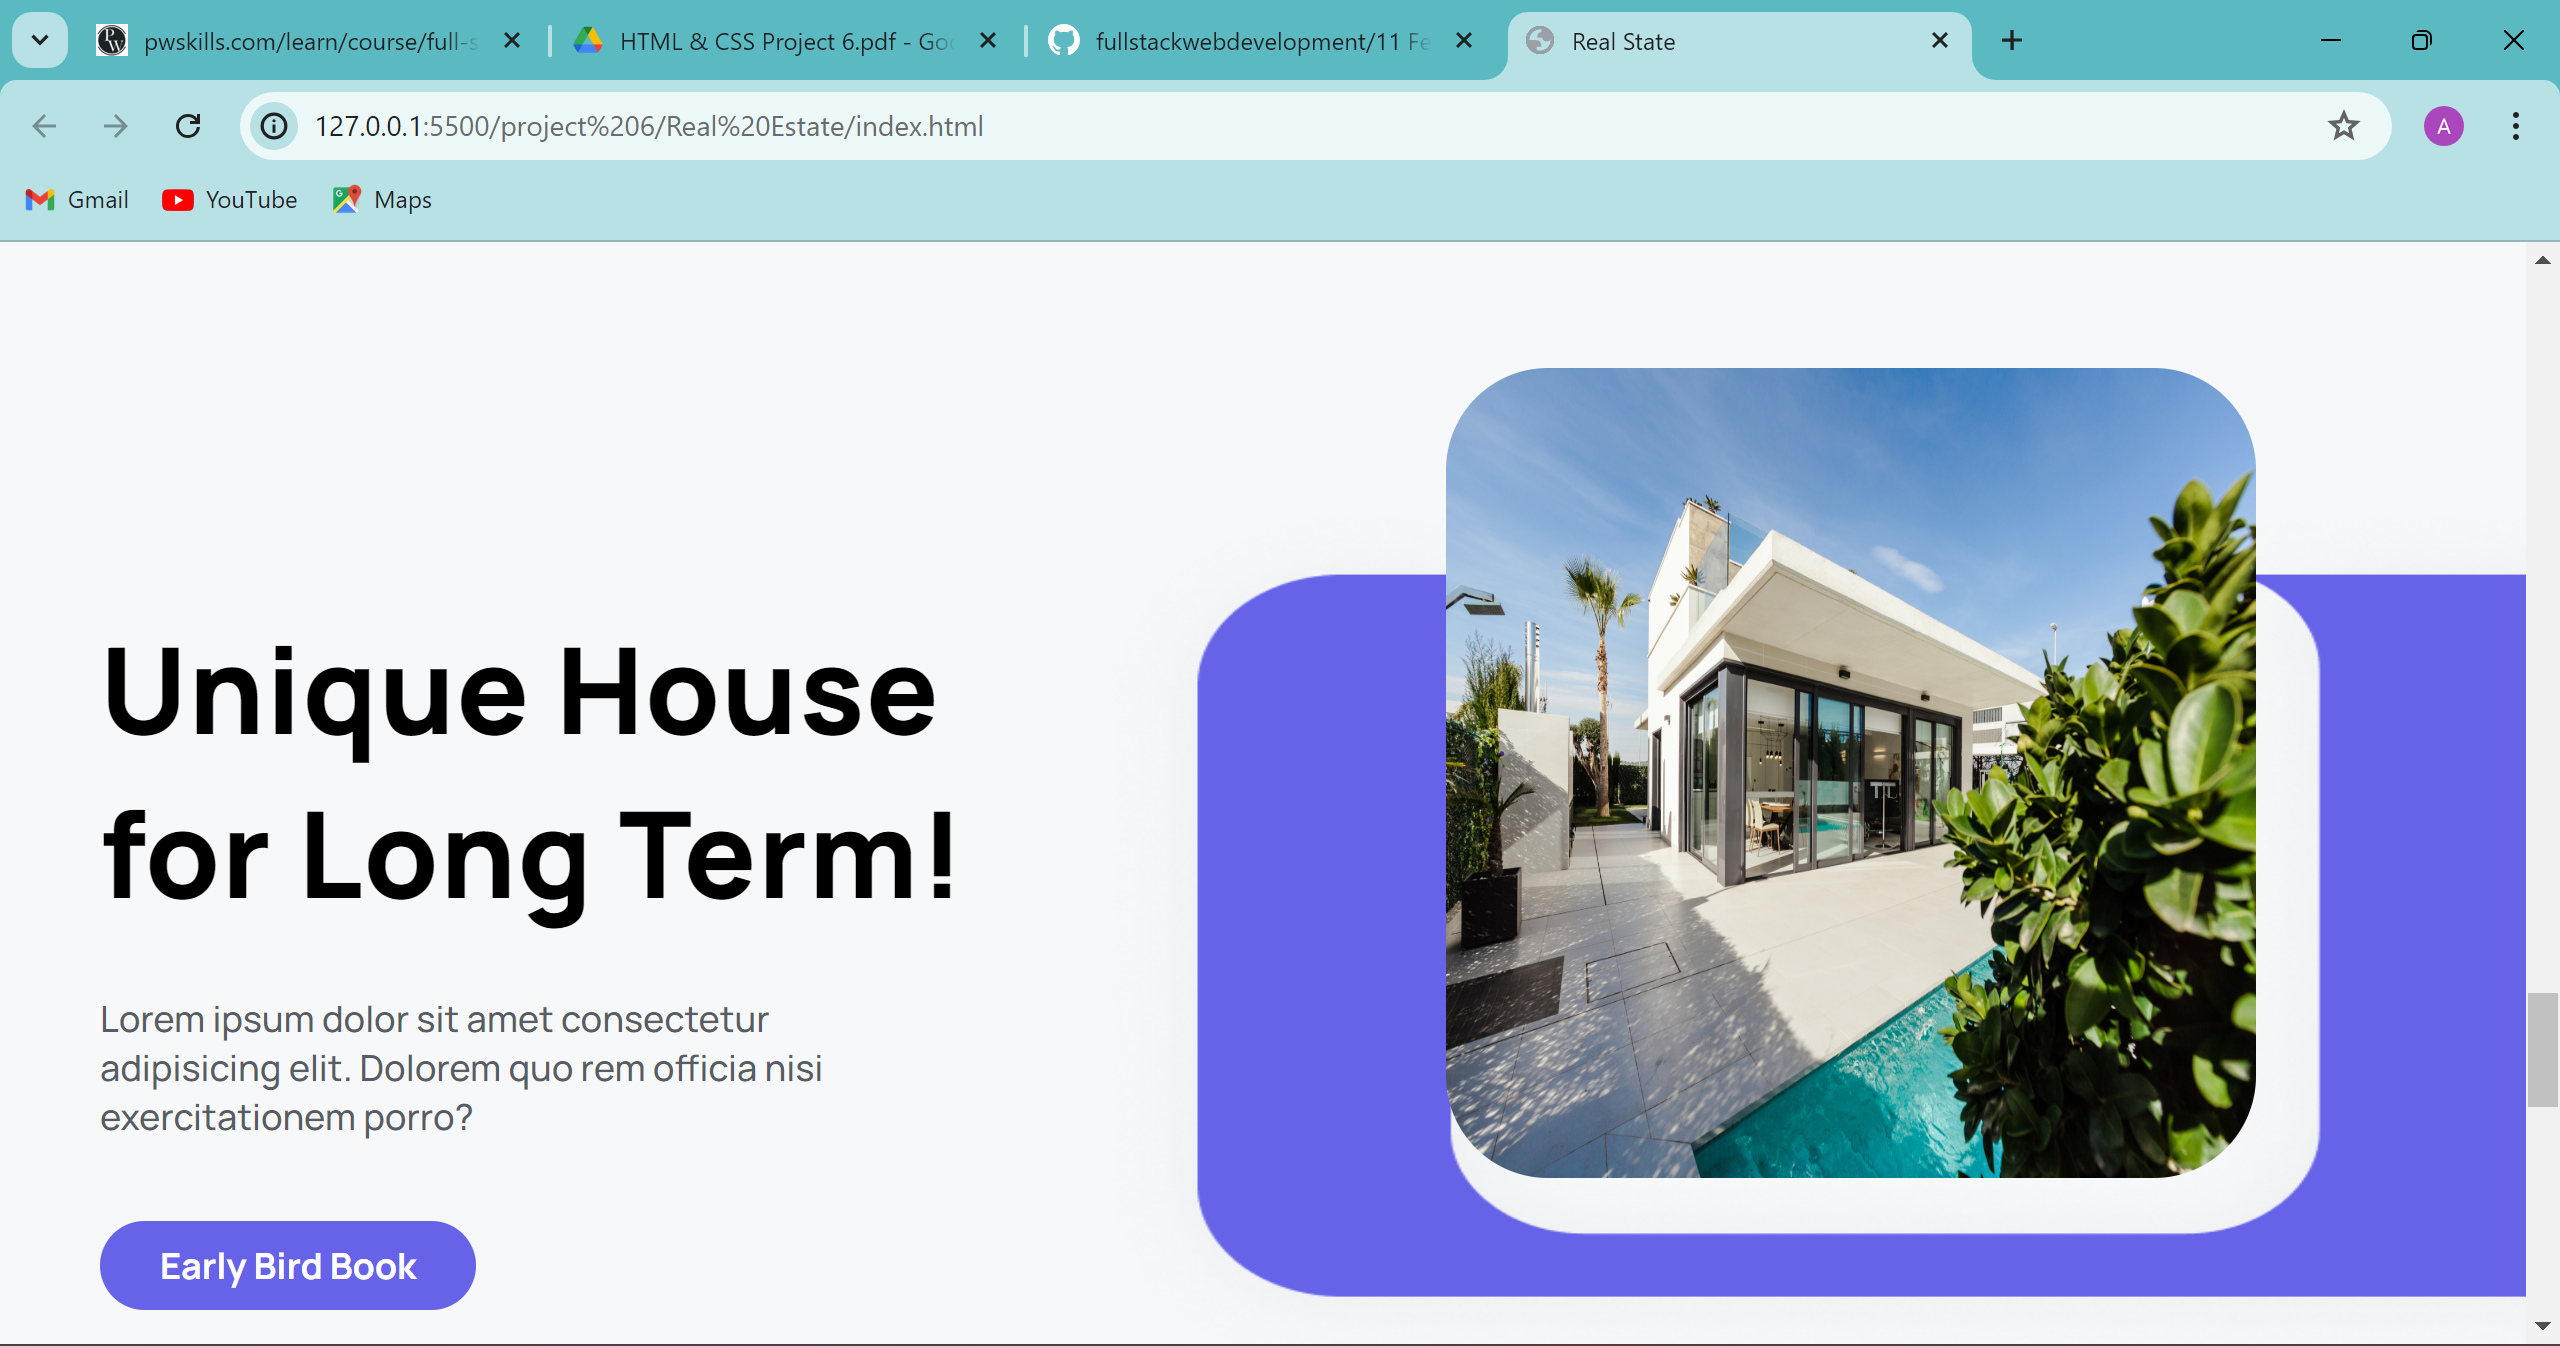 pwskills.com/learn/course/full-s
HTML & CSS Project 6.pdf - Goo
fullstackwebdevelopment/11 Fe
Real State
127.0.0.1:5500/project%206/Real%20Estate/index.html
A
Gmail
YouTube
Maps
Unique House
for Long Term!
Lorem ipsum dolor sit amet consectetur
adipisicing elit. Dolorem quo rem officia nisi
exercitationem porro?
Early Bird Book